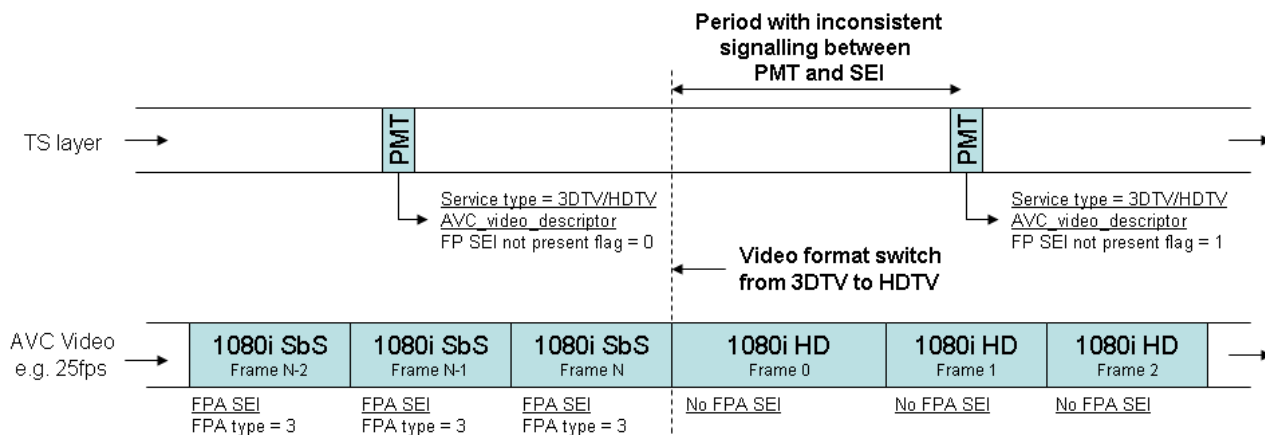 Period with inconsistent
signalling between
PMT and SEI
TS layer
PMT
PMT
Service type = 3DTV/HDTV
AVC_video_descriptor
FP SEI not present flag = 0
Service type = 3DTV/HDTV
AVC_video_descriptor
FP SEI not present flag = 1
Video format switch
from 3DTV to HDTV
AVC Video
e.g. 25fps
1080i SbS
Frame N-2
1080i SbS
Frame N-1
1080i SbS
Frame N
1080i HD
Frame 0
1080i HD
Frame 1
1080i HD
Frame 2
FPA SEI
FPA type = 3
FPA SEI
FPA type = 3
FPA SEI
FPA type = 3
No FPA SEI
No FPA SEI
No FPA SEI